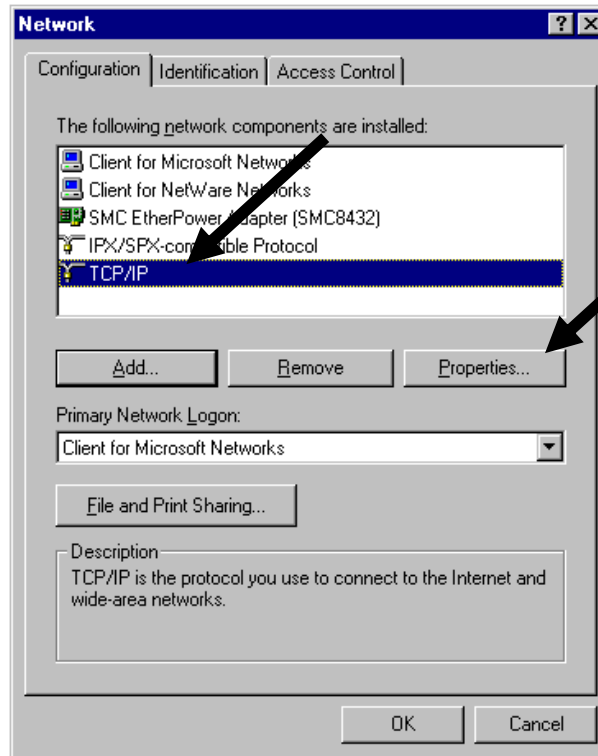 Network
Configuration Identification Access Control
The following network components are installed:
Client for Microsoft Networks
Client for NetWare Networks
SMC EtherPower Adapter (SMC8432)
IPX/SPX-compatible Protocol
TCP/IP
Add... Remove Properties...
Primary Network Logon:
Client for Microsoft Networks
File and Print Sharing...
Description
TCP/IP is the protocol you use to connect to the Internet and
wide-area networks.
OK Cancel